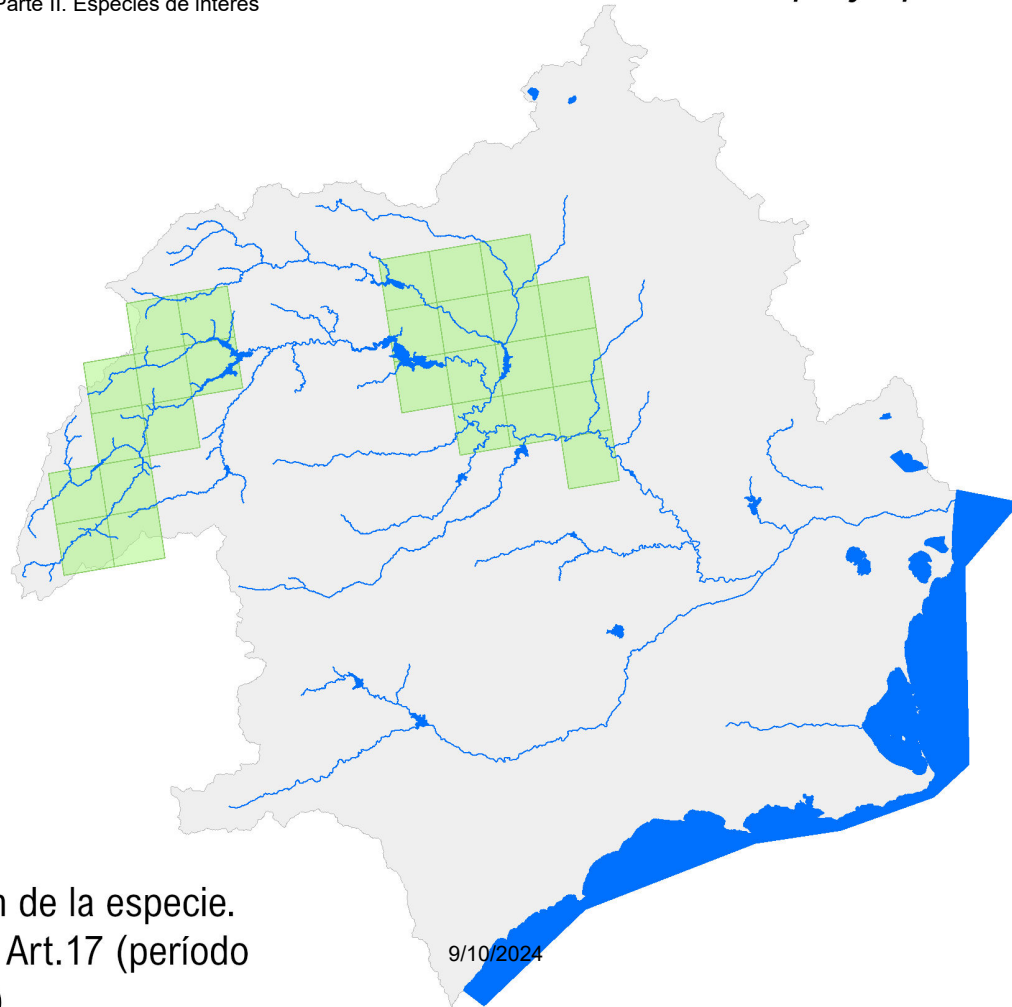 Parte II. Especies de interés
de la especie.
Art.17 (período
9/10/2024